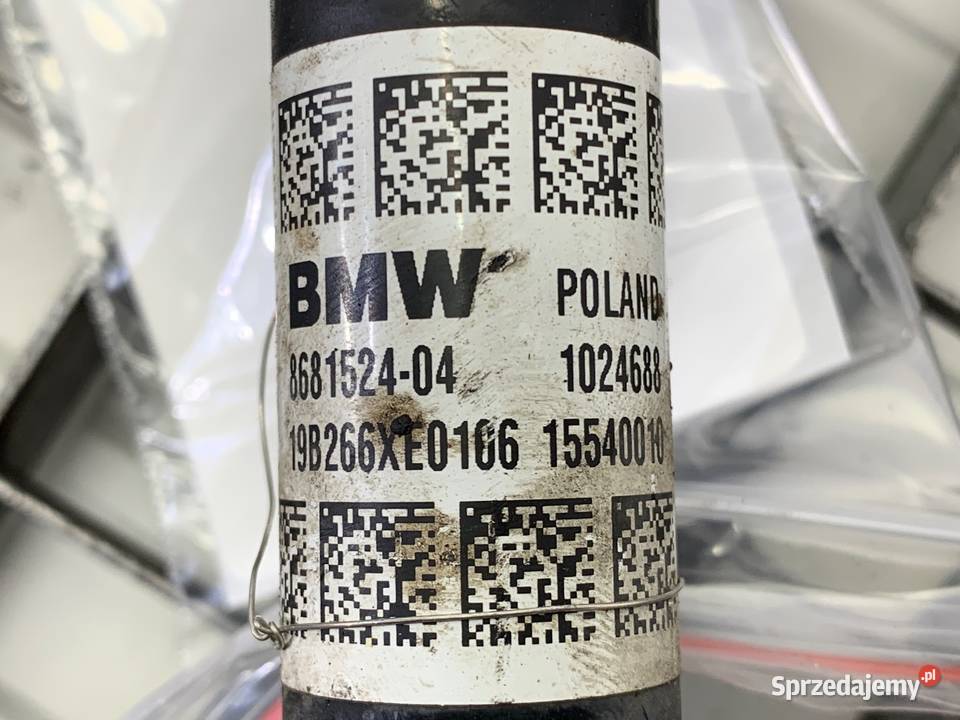 BMW POLAND
8681524-04 1024688
19B266XE0106 15540010
Sprzedajemy.pl